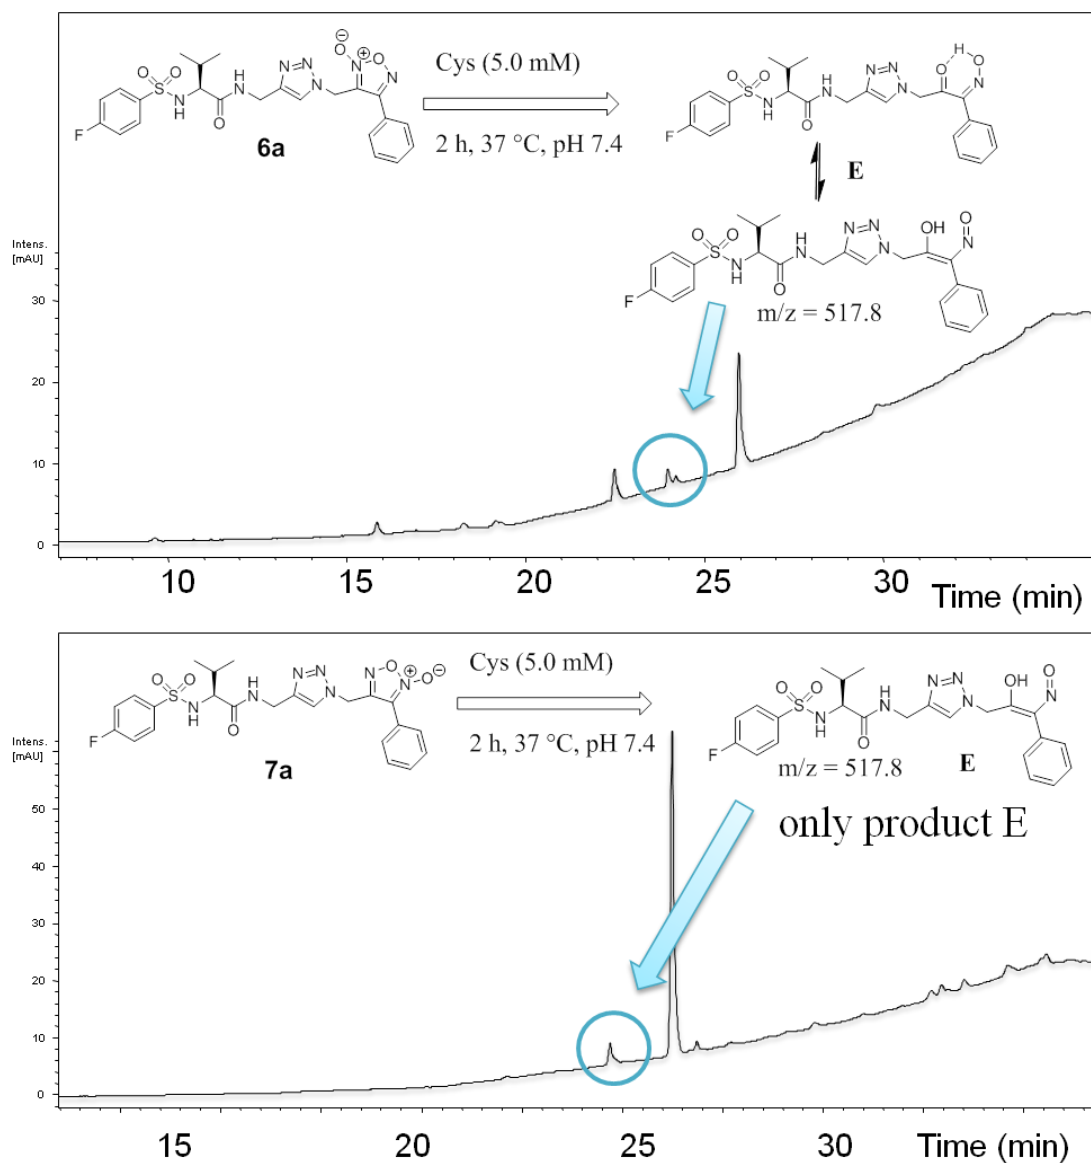 Cys (5.0 mM)
2 h, 37 °C, pH 7.4
6a
E
m/z = 517.8
Intens.
[mAU]
30
20
10
0
10 15 20 25 30 Time (min)
Cys (5.0 mM)
2 h, 37 °C, pH 7.4
7a
m/z = 517.8 E
only product E
Intens.
[mAU]
50
40
30
20
10
0
15 20 25 30 Time (min)